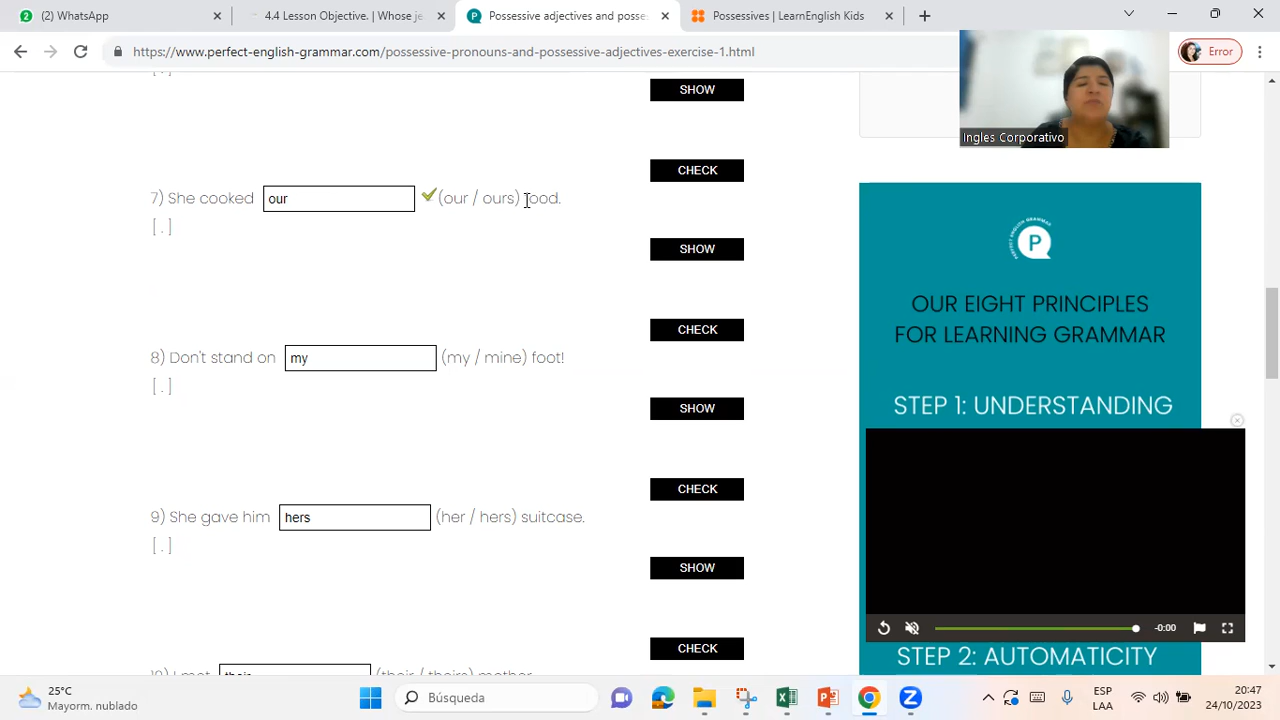 (2) WhatsApp
4.4 Lesson Objective. | Whose je
Possessive adjectives and posse
Possessives | LearnEnglish Kids
https://www.perfect-english-grammar.com/possessive-pronouns-and-possessive-adjectives-exercise-1.html
Error
Ingles Corporativo
[ . ]
SHOW
CHECK
7) She cooked our (our / ours) food.
[ . ]
SHOW
CHECK
8) Don't stand on my (my / mine) foot!
[ . ]
SHOW
CHECK
9) She gave him hers (her / hers) suitcase.
[ . ]
SHOW
CHECK
PERFECT ENGLISH GRAMMAR
P
OUR EIGHT PRINCIPLES
FOR LEARNING GRAMMAR
STEP 1: UNDERSTANDING
-0:00
STEP 2: AUTOMATICITY
25°C
Mayorm. nublado
Búsqueda
ESP
LAA
20:47
24/10/2023